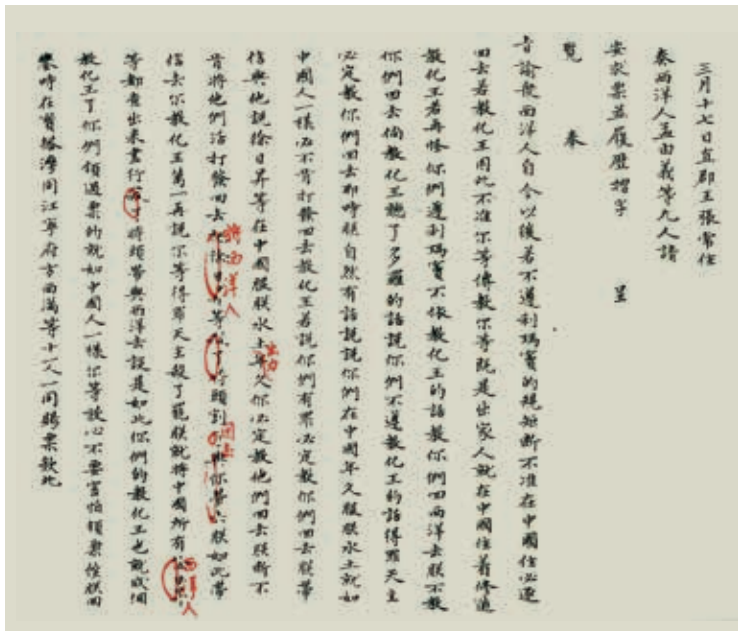 三月十七日直郡王張常住
奏西洋人孟由義等九人請
安求票並履歷摺子 呈
覽 奉
旨諭眾西洋人自今以後若不遵利瑪竇的規矩斷不准在中國住必逐
回去若教化王因此不准尔等傳教尔等既是出家人就在中國住着修道
教化王若再怪你們遵利瑪竇不依教化王的話教你們回西洋去朕不教
你們回去倘教化王聽了多羅的話說你們不遵教化王的話得罪天主
必定教你們回去那時朕自然有話說說你們在中國年久服朕水土就如
中國人一樣必不肯打發回去教化王若說你們有罪必定教你們回去朕帶
信與他說徐日昇等在中國服朕水土出力年久你必定教他們回去朕斷不
肯將他們活打發回去將西洋人等頭割回去與你等朕如此帶
信去尔教化王萬一再說尔等得罪天主殺了罷朕就將中國所有西洋人
等都查出來盡行將頭帶與西洋去設是如此你們的教化王也就成個
教化王了你們領過票的就如中國人一樣尔等放心不要害怕領票俟朕回
鑾時在寶塔灣同江寧府方西滿等十一人一同賜票欽此